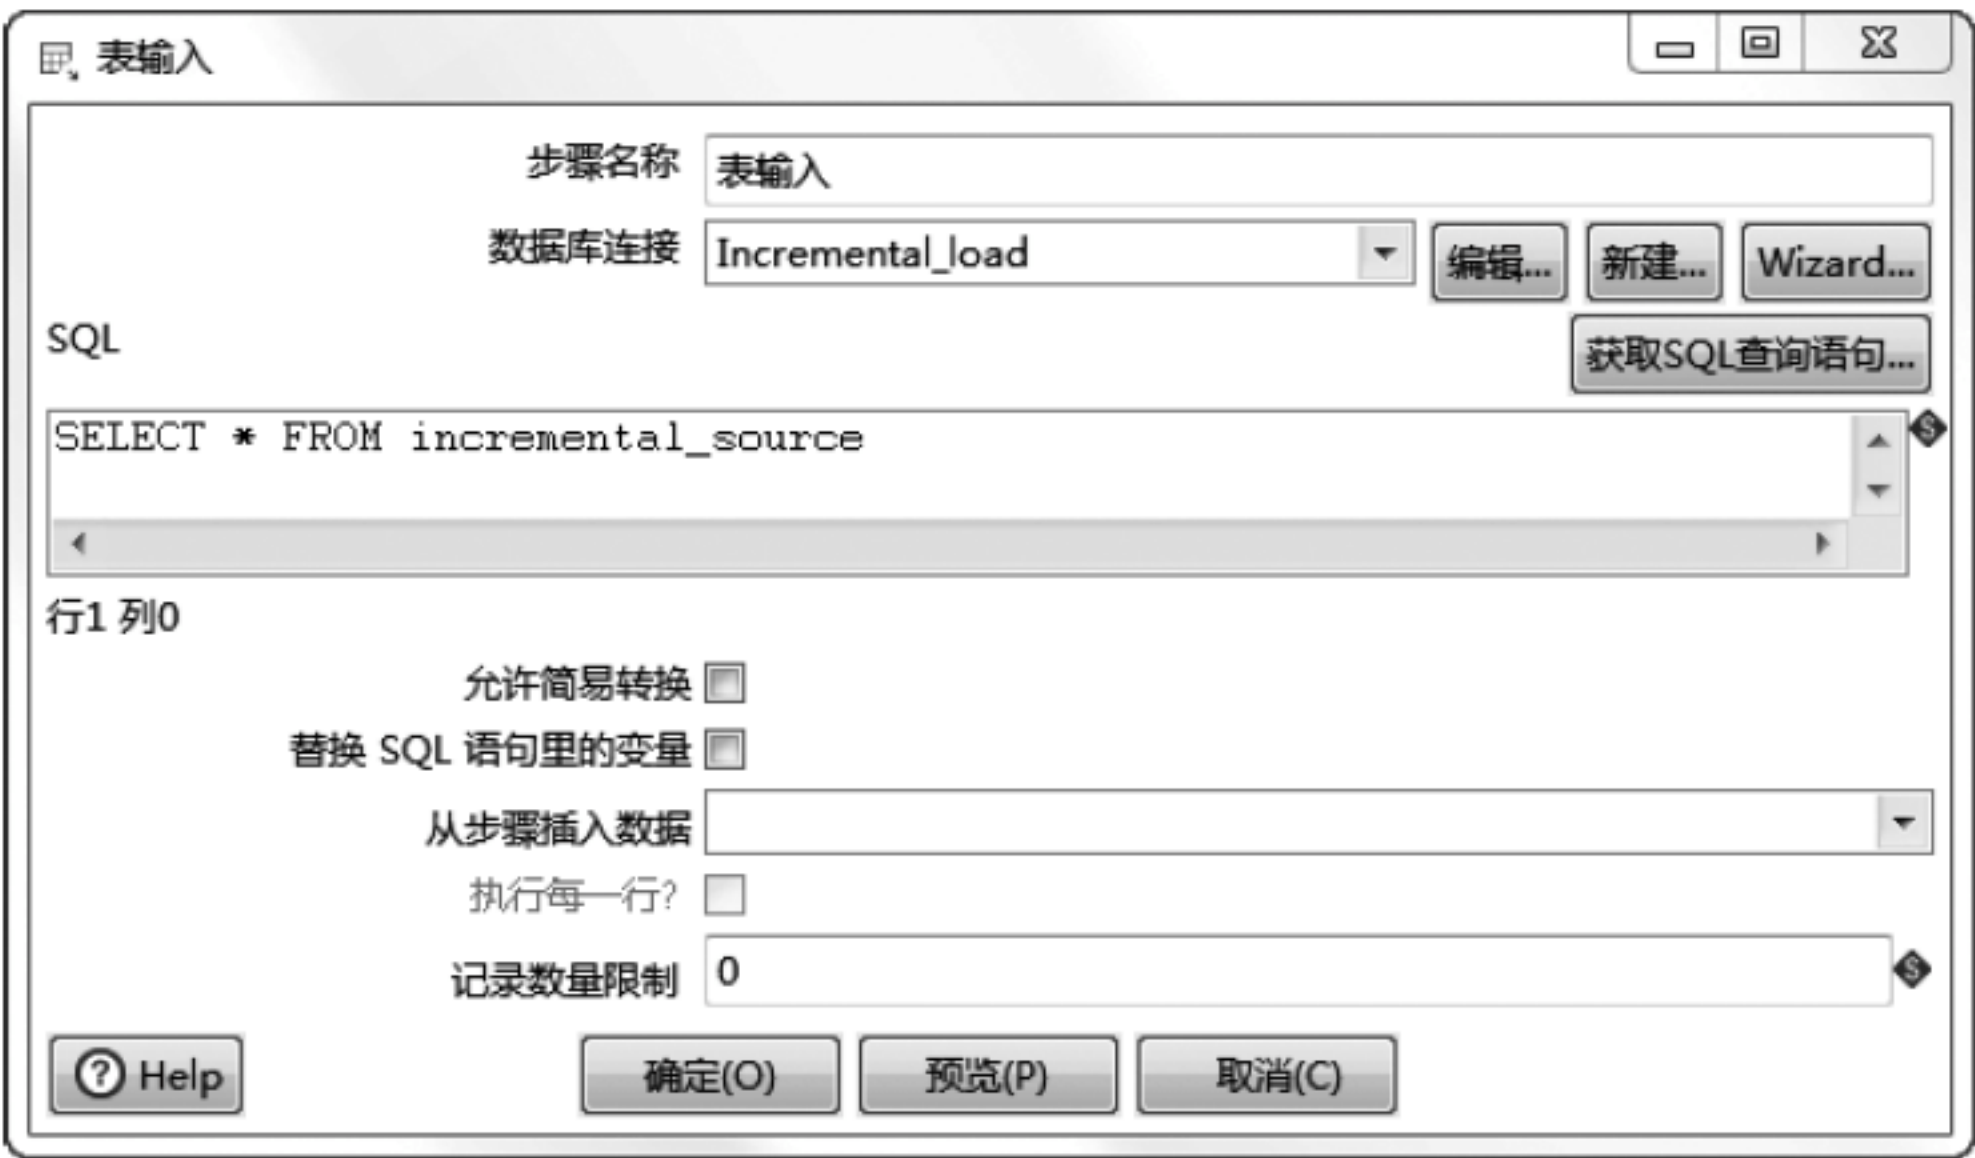 表输入
步骤名称 表输入
数据库连接 Incremental_load 编辑... 新建... Wizard...
SQL 获取SQL查询语句...
SELECT * FROM incremental_source
行1 列0
允许简易转换
替换 SQL 语句里的变量
从步骤插入数据
执行每一行?
记录数量限制 0
Help 确定(O) 预览(P) 取消(C)